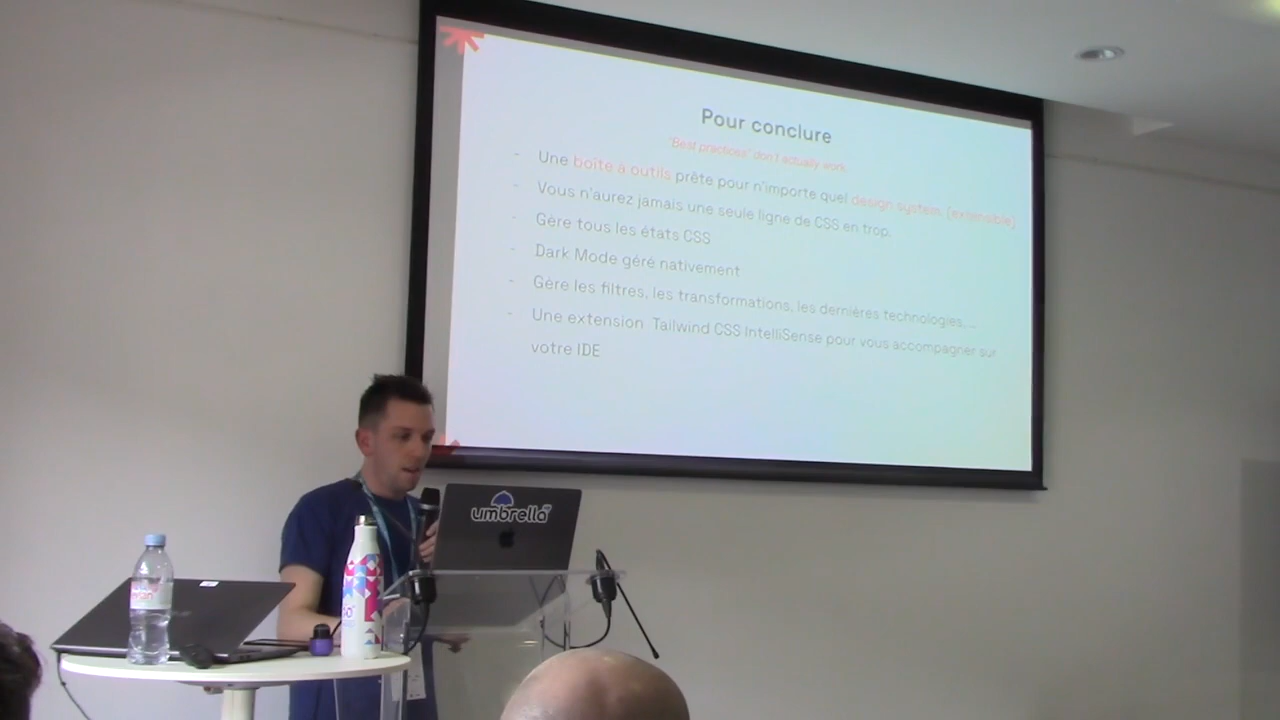 Pour conclure
"Best practices" don't actually work.
- Une boîte à outils prête pour n'importe quel design system (extensible)
- Vous n'aurez jamais une seule ligne de CSS en trop.
- Gère tous les états CSS
- Dark Mode géré nativement
- Gère les filtres, les transformations, les dernières technologies, ...
- Une extension Tailwind CSS IntelliSense pour vous accompagner sur
votre IDE
umbrella